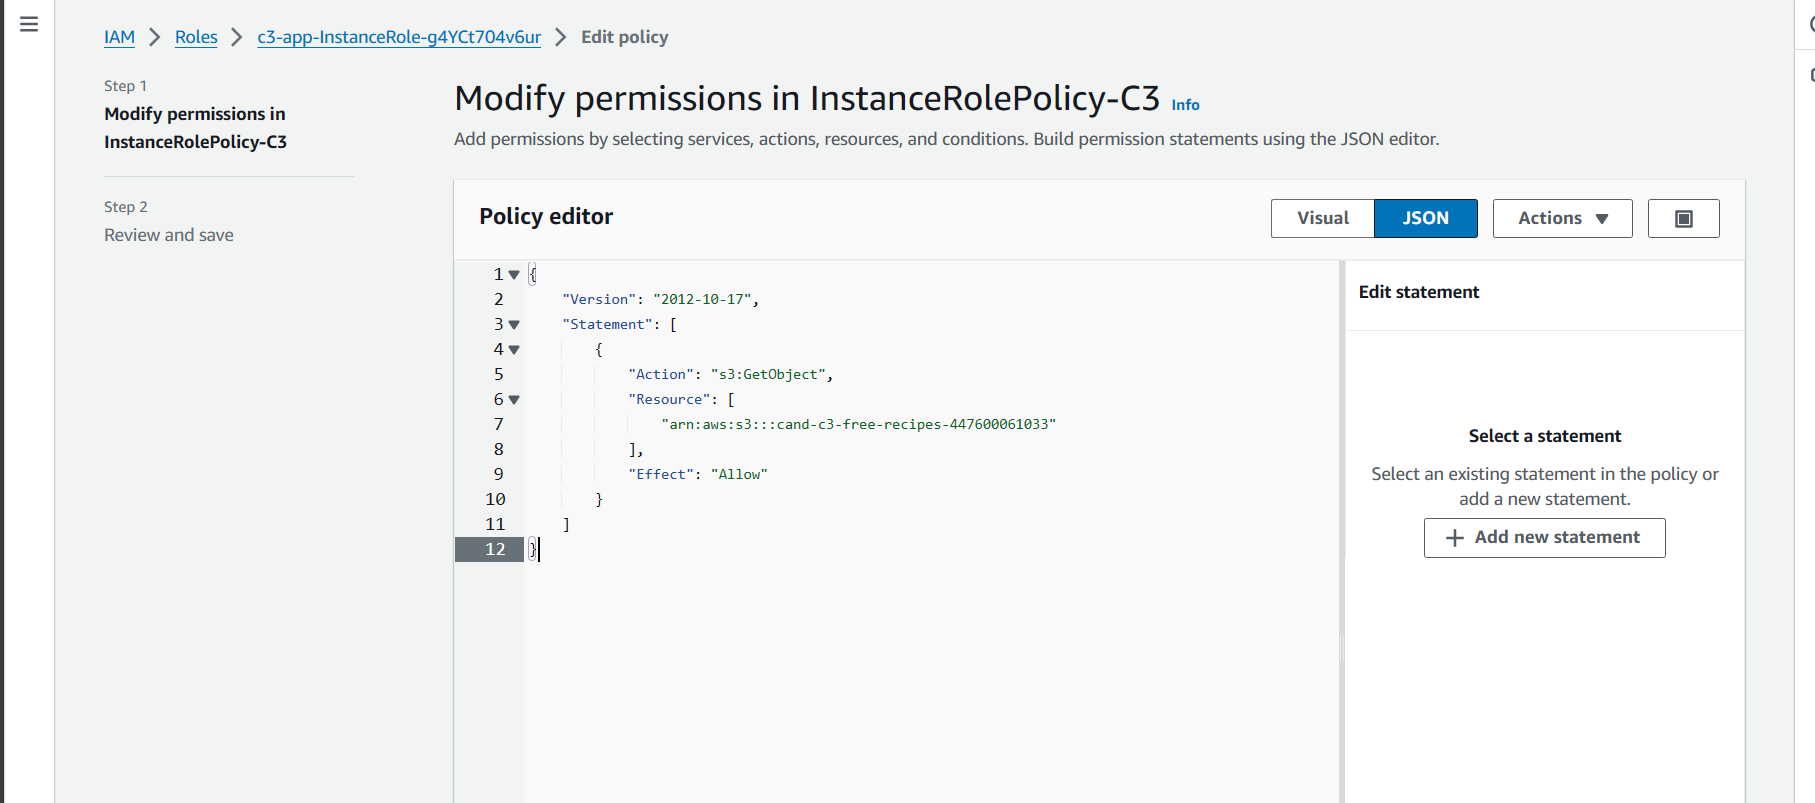 IAM > Roles > c3-app-InstanceRole-g4YCt704v6ur > Edit policy
Step 1
Modify permissions in
InstanceRolePolicy-C3
Step 2
Review and save
Modify permissions in InstanceRolePolicy-C3 Info
Add permissions by selecting services, actions, resources, and conditions. Build permission statements using the JSON editor.
Policy editor
Visual JSON Actions
1 {
2 "Version": "2012-10-17",
3 "Statement": [
4 {
5 "Action": "s3:GetObject",
6 "Resource": [
7 "arn:aws:s3:::cand-c3-free-recipes-447600061033"
8 ],
9 "Effect": "Allow"
10 }
11 ]
12 }
Edit statement
Select a statement
Select an existing statement in the policy or
add a new statement.
+ Add new statement